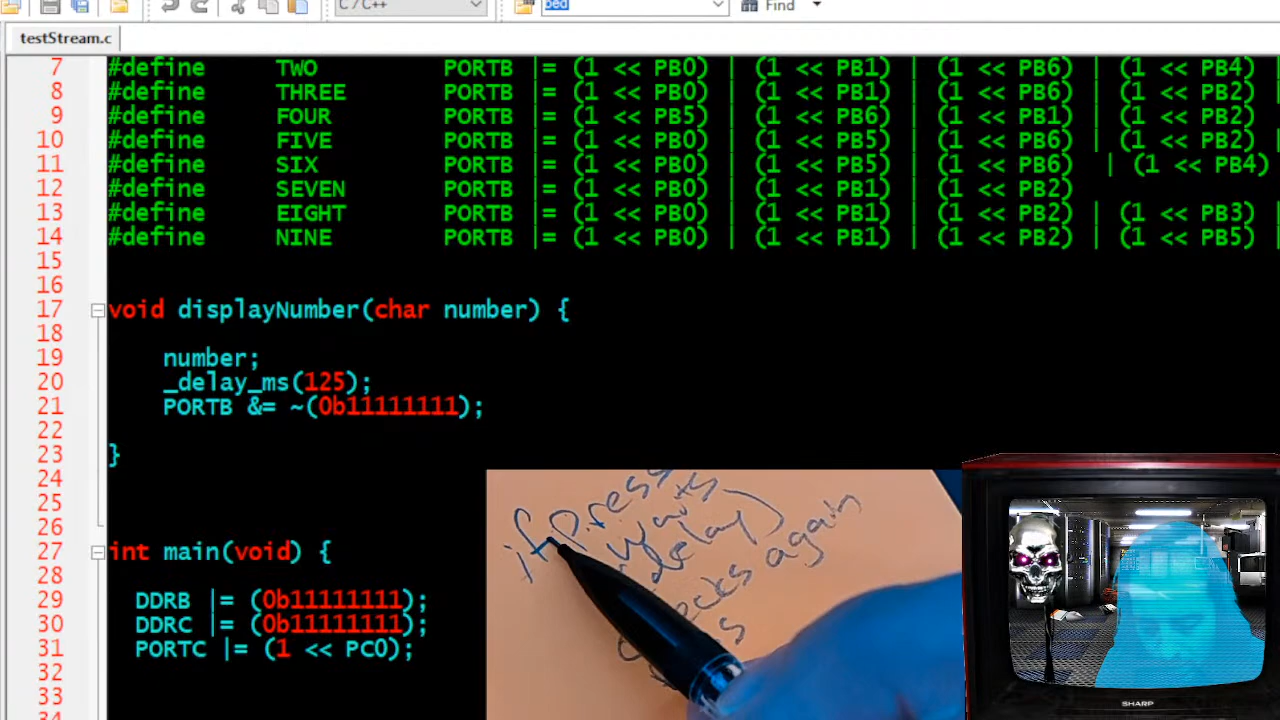 C / C++
bed
Find
testStream.c
7 #define TWO PORTB |= (1 << PB0) | (1 << PB1) | (1 << PB6) | (1 << PB4) |
8 #define THREE PORTB |= (1 << PB0) | (1 << PB1) | (1 << PB6) | (1 << PB2) |
9 #define FOUR PORTB |= (1 << PB5) | (1 << PB6) | (1 << PB1) | (1 << PB2)
10 #define FIVE PORTB |= (1 << PB0) | (1 << PB5) | (1 << PB6) | (1 << PB2) |
11 #define SIX PORTB |= (1 << PB0) | (1 << PB5) | (1 << PB6) | (1 << PB4)
12 #define SEVEN PORTB |= (1 << PB0) | (1 << PB1) | (1 << PB2)
13 #define EIGHT PORTB |= (1 << PB0) | (1 << PB1) | (1 << PB2) | (1 << PB3) |
14 #define NINE PORTB |= (1 << PB0) | (1 << PB1) | (1 << PB2) | (1 << PB5) |
15
16
17 void displayNumber(char number) {
18
19 number;
20 _delay_ms(125);
21 PORTB &= ~(0b11111111);
22
23 }
24
25
26
27 int main(void) {
28
29 DDRB |= (0b11111111);
30 DDRC |= (0b11111111);
31 PORTC |= (1 << PC0);
32
33
if press
waits
delay)
again
SHARP